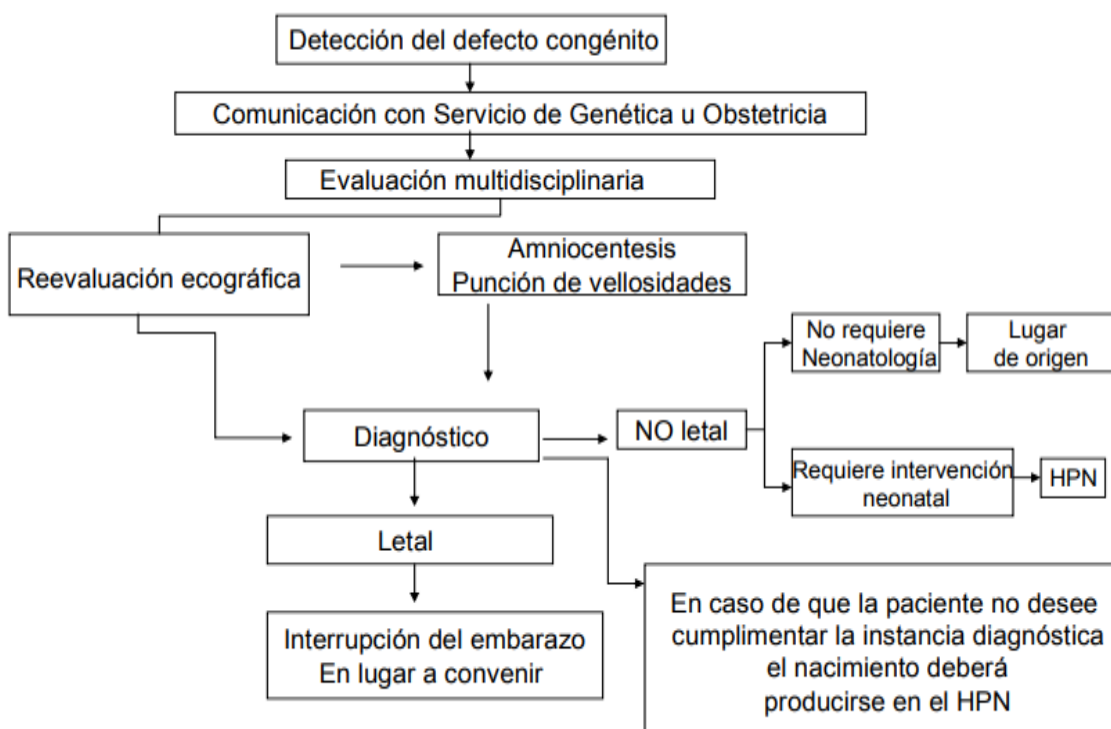 Detección del defecto congénito
Comunicación con Servicio de Genética u Obstetricia
Evaluación multidisciplinaria
Reevaluación ecográfica
Amniocentesis
Punción de vellosidades
No requiere
Neonatología
Lugar
de origen
Diagnóstico
NO letal
Requiere intervención
neonatal
HPN
Letal
Interrupción del embarazo
En lugar a convenir
En caso de que la paciente no desee
cumplimentar la instancia diagnóstica
el nacimiento deberá
producirse en el HPN